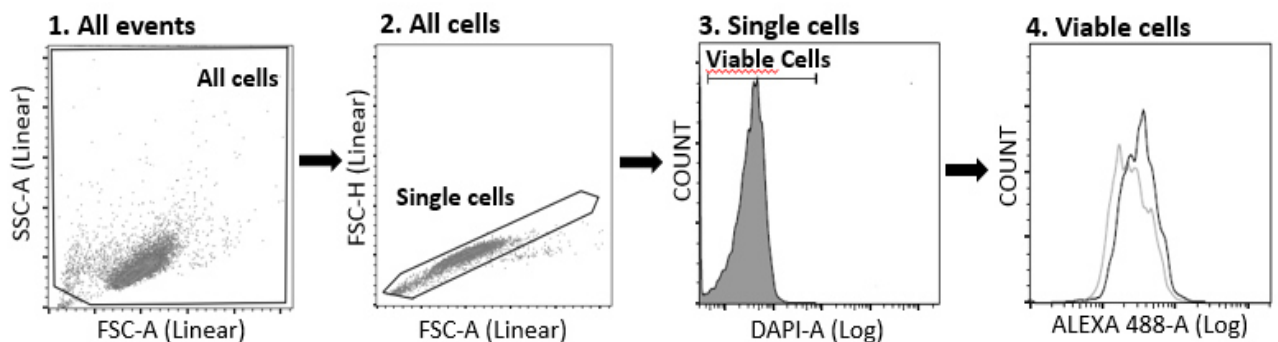 1. All events
All cells
SSC-A (Linear)
FSC-A (Linear)
2. All cells
Single cells
FSC-H (Linear)
FSC-A (Linear)
3. Single cells
Viable Cells
COUNT
DAPI-A (Log)
4. Viable cells
COUNT
ALEXA 488-A (Log)